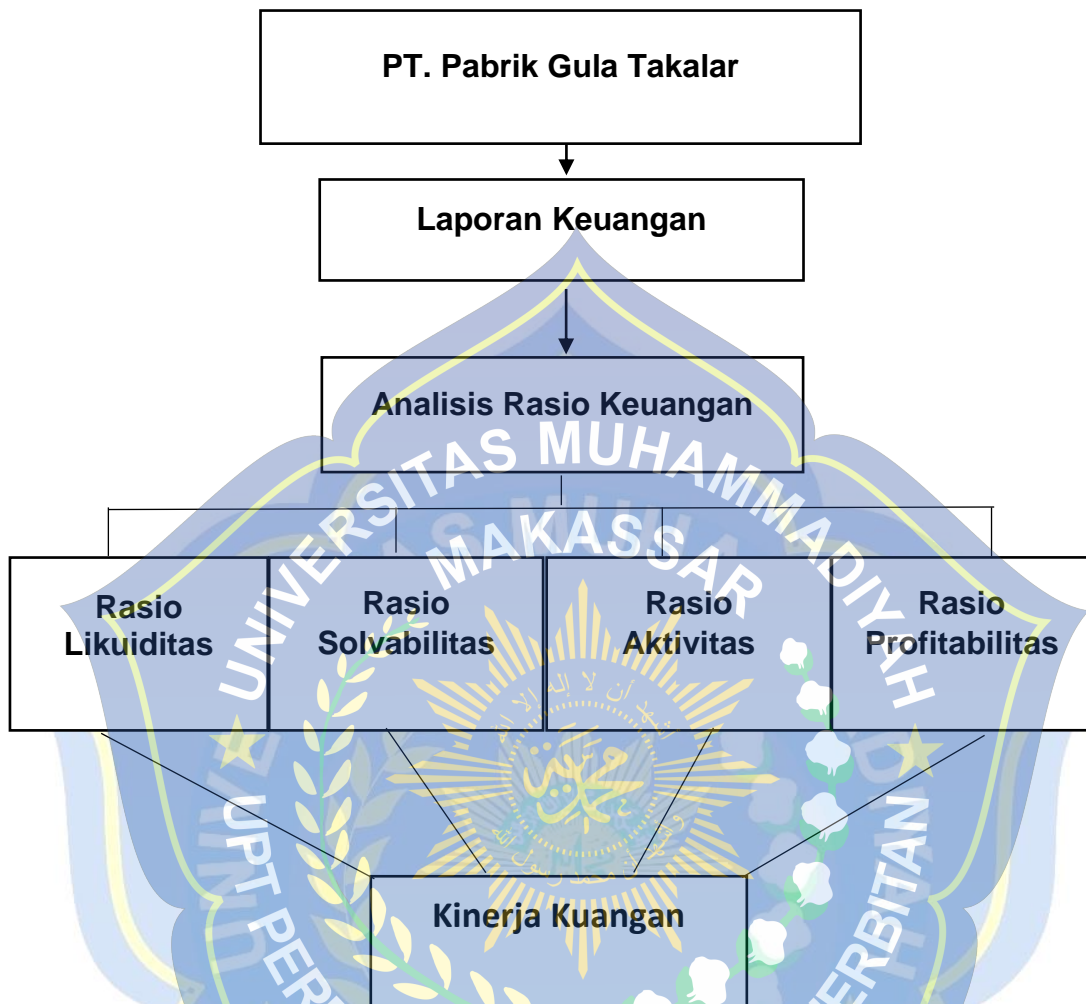 PT. Pabrik Gula Takalar
Laporan Keuangan
Analisis Rasio Keuangan
UNIVERSITAS MUHAMMADIYAH
MAKASSAR
Rasio
Likuiditas
Rasio
Solvabilitas
Rasio
Aktivitas
Rasio
Profitabilitas
Kinerja Kuangan
UPT PER
ERBITAN